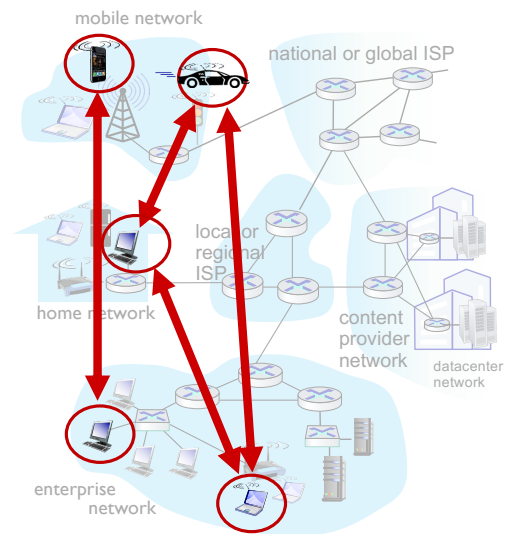 mobile network
national or global ISP
local or
regional
ISP
home network
content
provider
network
datacenter
network
enterprise
network